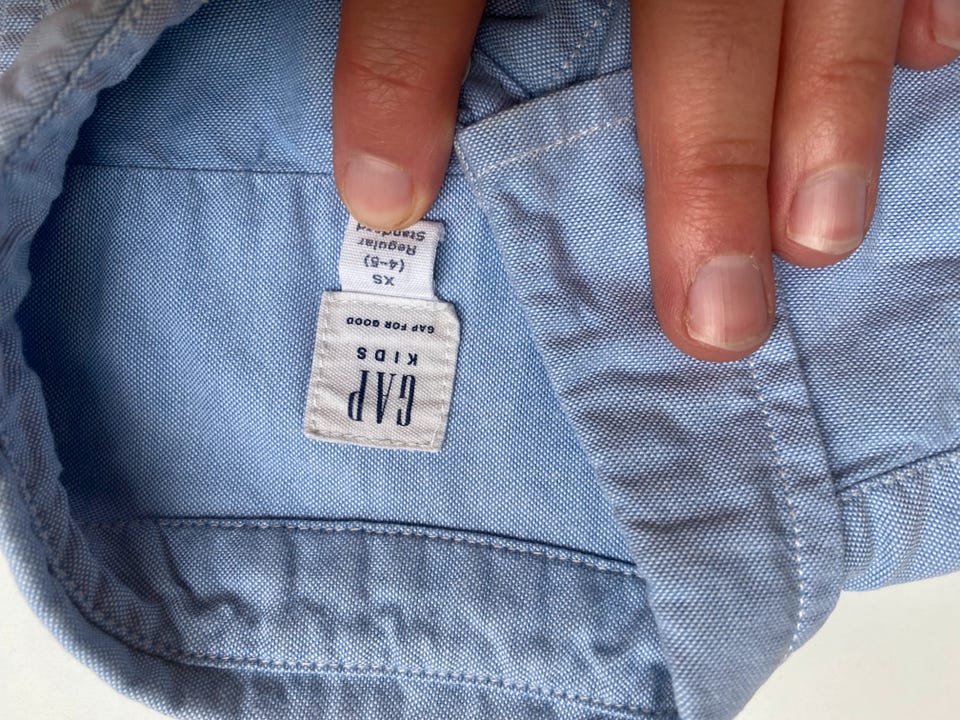 GAP
KIDS
GAP FOR GOOD
XS
(4-5)
Regular
Standard